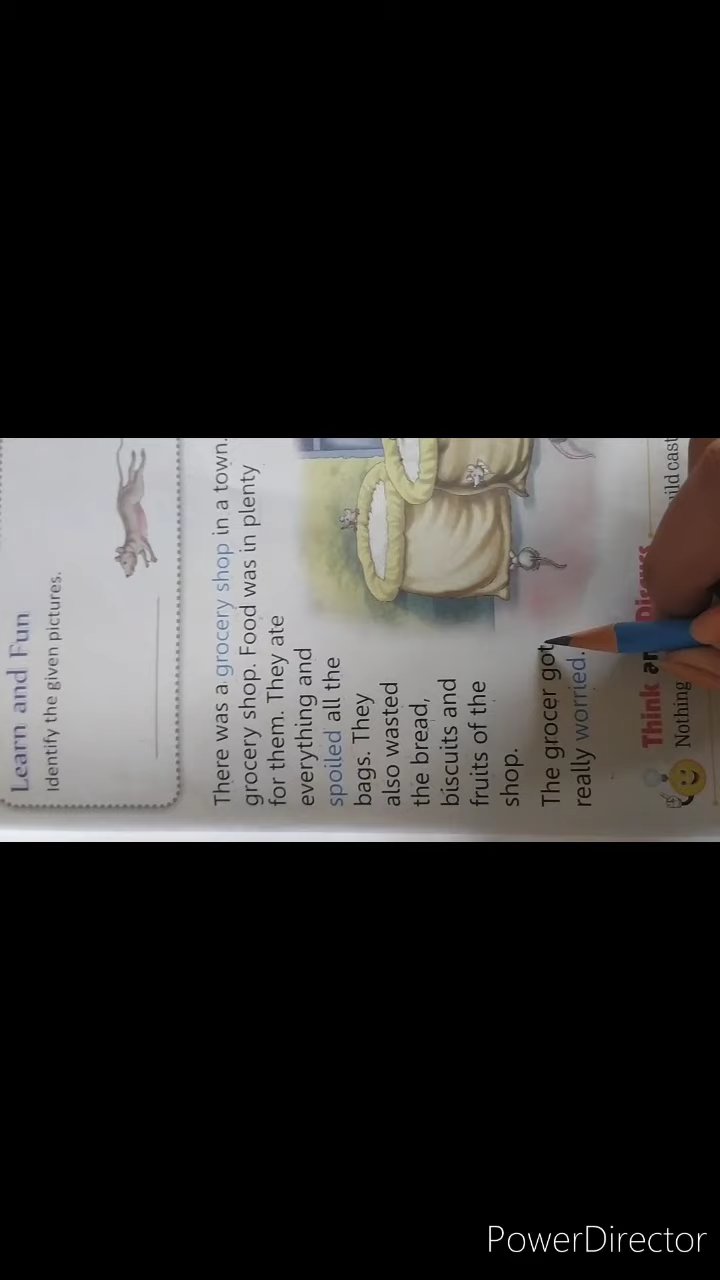 Learn and Fun
Identify the given pictures.
There was a grocery shop in a town.
grocery shop. Food was in plenty
for them. They ate
everything and
spoiled all the
bags. They
also wasted
the bread,
biscuits and
fruits of the
shop.
The grocer got
really worried.
Think
Nothing
PowerDirector